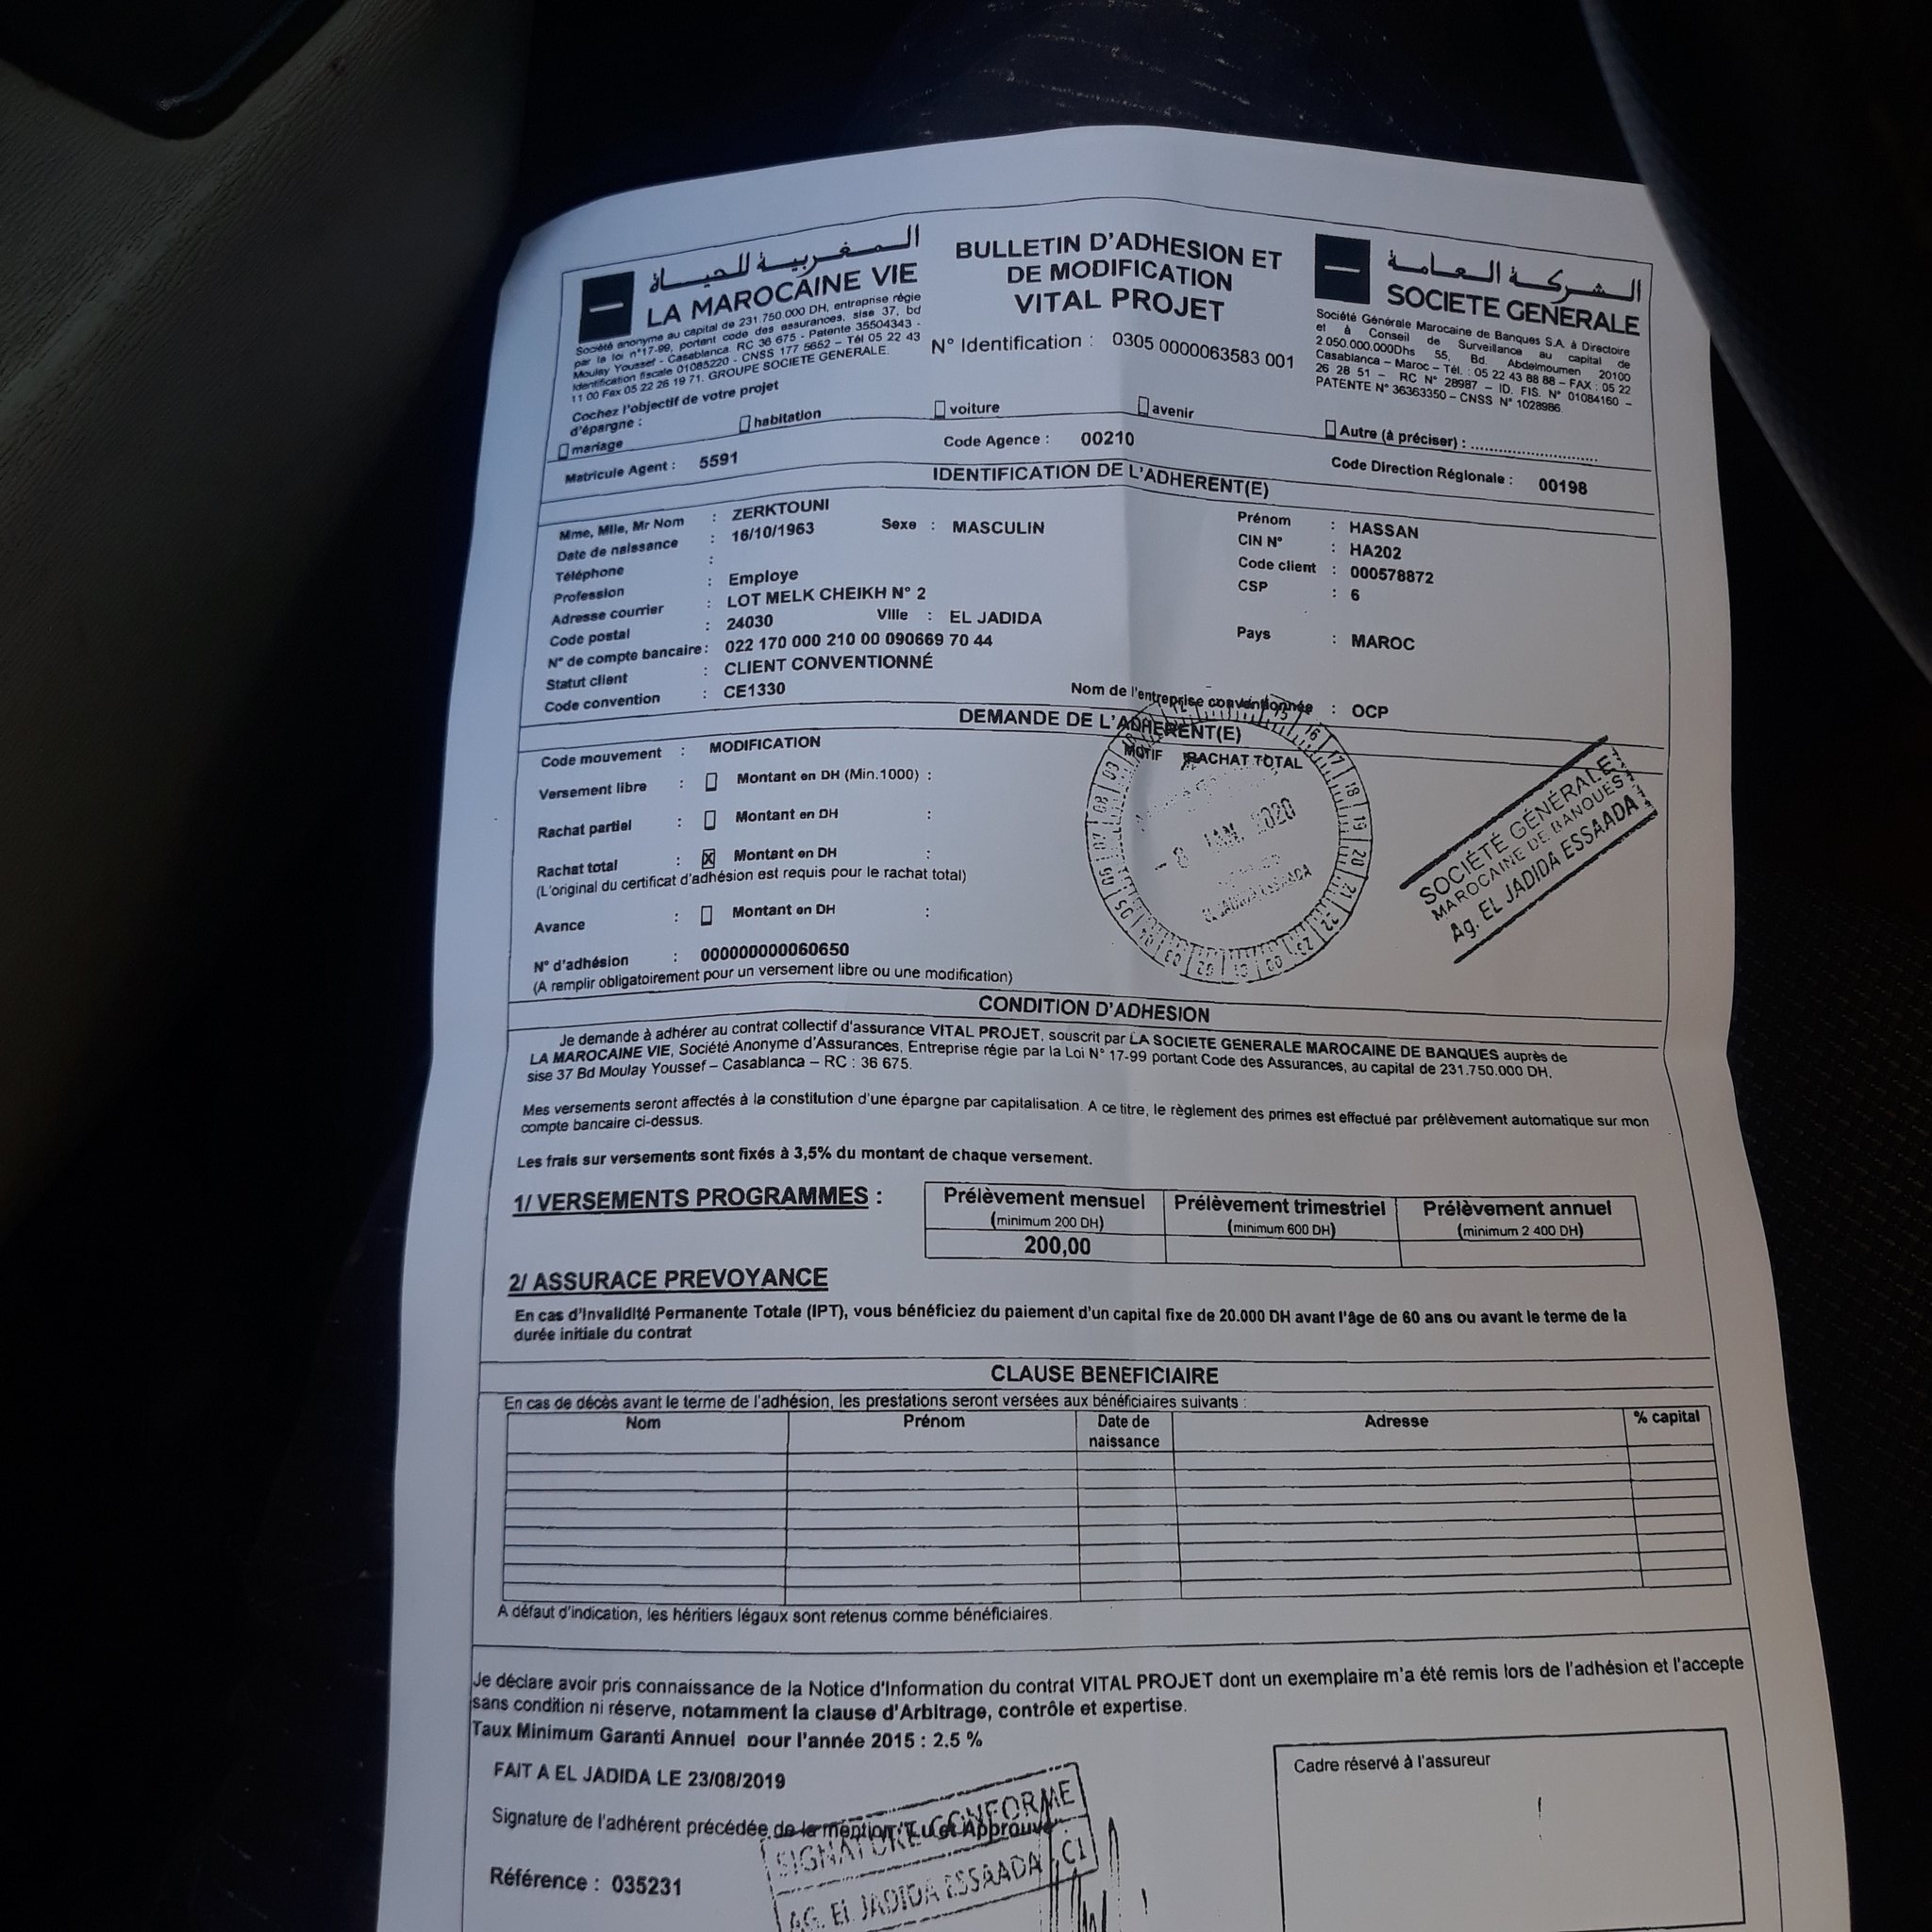 المغربية للحياة
LA MAROCAINE VIE
Société anonyme au capital de 231.750.000 DH, entreprise régie
par la loi n°17-99, portant code des assurances, sise 37, bd
Moulay Youssef - Casablanca. RC 36 675 - Patente 35504343 -
Identification fiscale 01085220 - CNSS 177 5652 - Tél 05 22 43
11 00 Fax 05 22 26 19 71. GROUPE SOCIETE GENERALE.
BULLETIN D'ADHESION ET
DE MODIFICATION
VITAL PROJET
N° Identification : 0305 0000063583 001
الشركة العامة
SOCIETE GENERALE
Société Générale Marocaine de Banques S.A. à Directoire
et à Conseil de Surveillance au capital de
2.050.000.000Dhs 55, Bd. Abdelmoumen 20100
Casablanca – Maroc – Tél. : 05 22 43 88 88 – FAX : 05 22
26 28 51 – RC N° 28987 – ID. FIS. N° 01084160 –
PATENTE N° 36363350 – CNSS N° 1028986
Cochez l'objectif de votre projet
d'épargne :
mariage habitation voiture avenir Autre (à préciser) : ..............................
Matricule Agent : 5591 Code Agence : 00210 Code Direction Régionale : 00198
IDENTIFICATION DE L'ADHERENT(E)
Mme, Mlle, Mr Nom : ZERKTOUNI Prénom : HASSAN
Date de naissance : 16/10/1963 Sexe : MASCULIN CIN N° : HA202
Téléphone : Code client : 000578872
Profession : Employe CSP : 6
Adresse courrier : LOT MELK CHEIKH N° 2
Code postal : 24030 Ville : EL JADIDA Pays : MAROC
N° de compte bancaire : 022 170 000 210 00 090669 70 44
Statut client : CLIENT CONVENTIONNÉ
Code convention : CE1330 Nom de l'entreprise conventionnée : OCP
DEMANDE DE L'ADHERENT(E)
Code mouvement : MODIFICATION MOTIF RACHAT TOTAL
Versement libre : Montant en DH (Min.1000) :
Rachat partiel : Montant en DH :
Rachat total : Montant en DH :
(L'original du certificat d'adhésion est requis pour le rachat total)
Avance : Montant en DH :
N° d'adhésion : 000000000060650
(A remplir obligatoirement pour un versement libre ou une modification)
- 8 JAN. 2020
EL JADIDA ESSAADA
SOCIÉTÉ GÉNÉRALE
MAROCAINE DE BANQUES
Ag. EL JADIDA ESSAADA
CONDITION D'ADHESION
Je demande à adhérer au contrat collectif d'assurance VITAL PROJET, souscrit par LA SOCIETE GENERALE MAROCAINE DE BANQUES auprès de
LA MAROCAINE VIE, Société Anonyme d'Assurances, Entreprise régie par la Loi N° 17-99 portant Code des Assurances, au capital de 231.750.000 DH,
sise 37 Bd Moulay Youssef – Casablanca – RC : 36 675.
Mes versements seront affectés à la constitution d'une épargne par capitalisation. A ce titre, le règlement des primes est effectué par prélèvement automatique sur mon
compte bancaire ci-dessus.
Les frais sur versements sont fixés à 3,5% du montant de chaque versement.
1/ VERSEMENTS PROGRAMMES :
Prélèvement mensuel Prélèvement trimestriel Prélèvement annuel
(minimum 200 DH) (minimum 600 DH) (minimum 2 400 DH)
200,00
2/ ASSURACE PREVOYANCE
En cas d'Invalidité Permanente Totale (IPT), vous bénéficiez du paiement d'un capital fixe de 20.000 DH avant l'âge de 60 ans ou avant le terme de la
durée initiale du contrat
CLAUSE BENEFICIAIRE
En cas de décès avant le terme de l'adhésion, les prestations seront versées aux bénéficiaires suivants :
Nom Prénom Date de naissance Adresse % capital
A défaut d'indication, les héritiers légaux sont retenus comme bénéficiaires.
Je déclare avoir pris connaissance de la Notice d'Information du contrat VITAL PROJET dont un exemplaire m'a été remis lors de l'adhésion et l'accepte
sans condition ni réserve, notamment la clause d'Arbitrage, contrôle et expertise.
Taux Minimum Garanti Annuel pour l'année 2015 : 2.5 %
FAIT A EL JADIDA LE 23/08/2019
Cadre réservé à l'assureur
Signature de l'adhérent précédée de la mention "Lu et Approuvé"
SIGNATURE CONFORME
AG. EL JADIDA ESSAADA C1
Référence : 035231